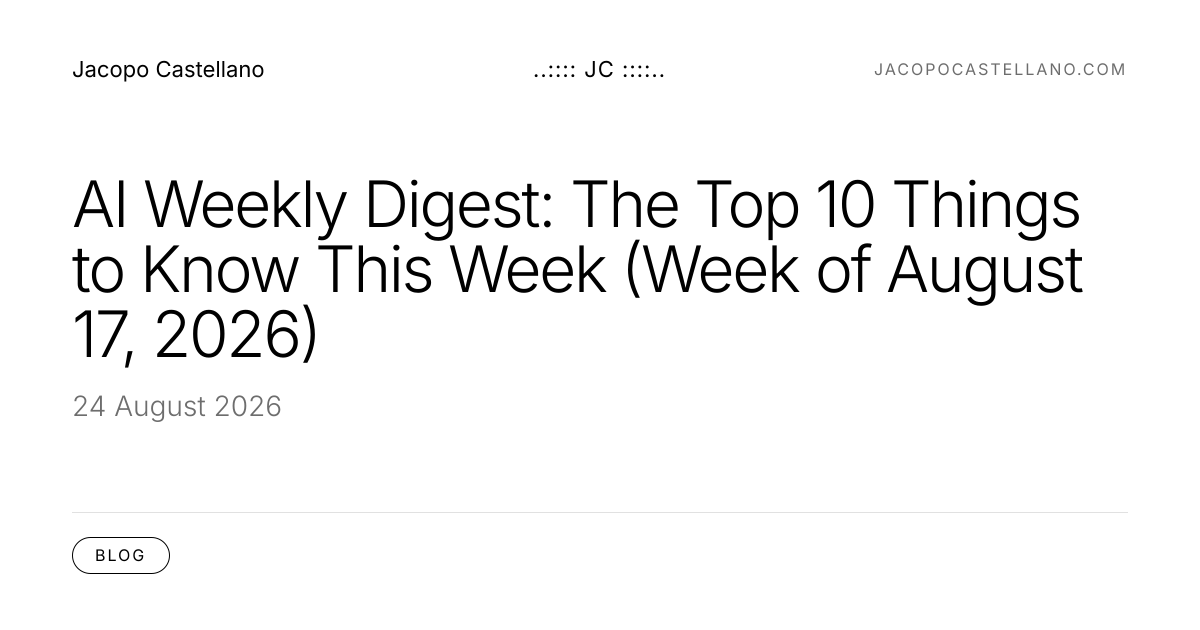 Jacopo Castellano
..:::: JC ::::..
JACOPOCASTELLANO.COM
AI Weekly Digest: The Top 10 Things
to Know This Week (Week of August
17, 2026)
24 August 2026
BLOG